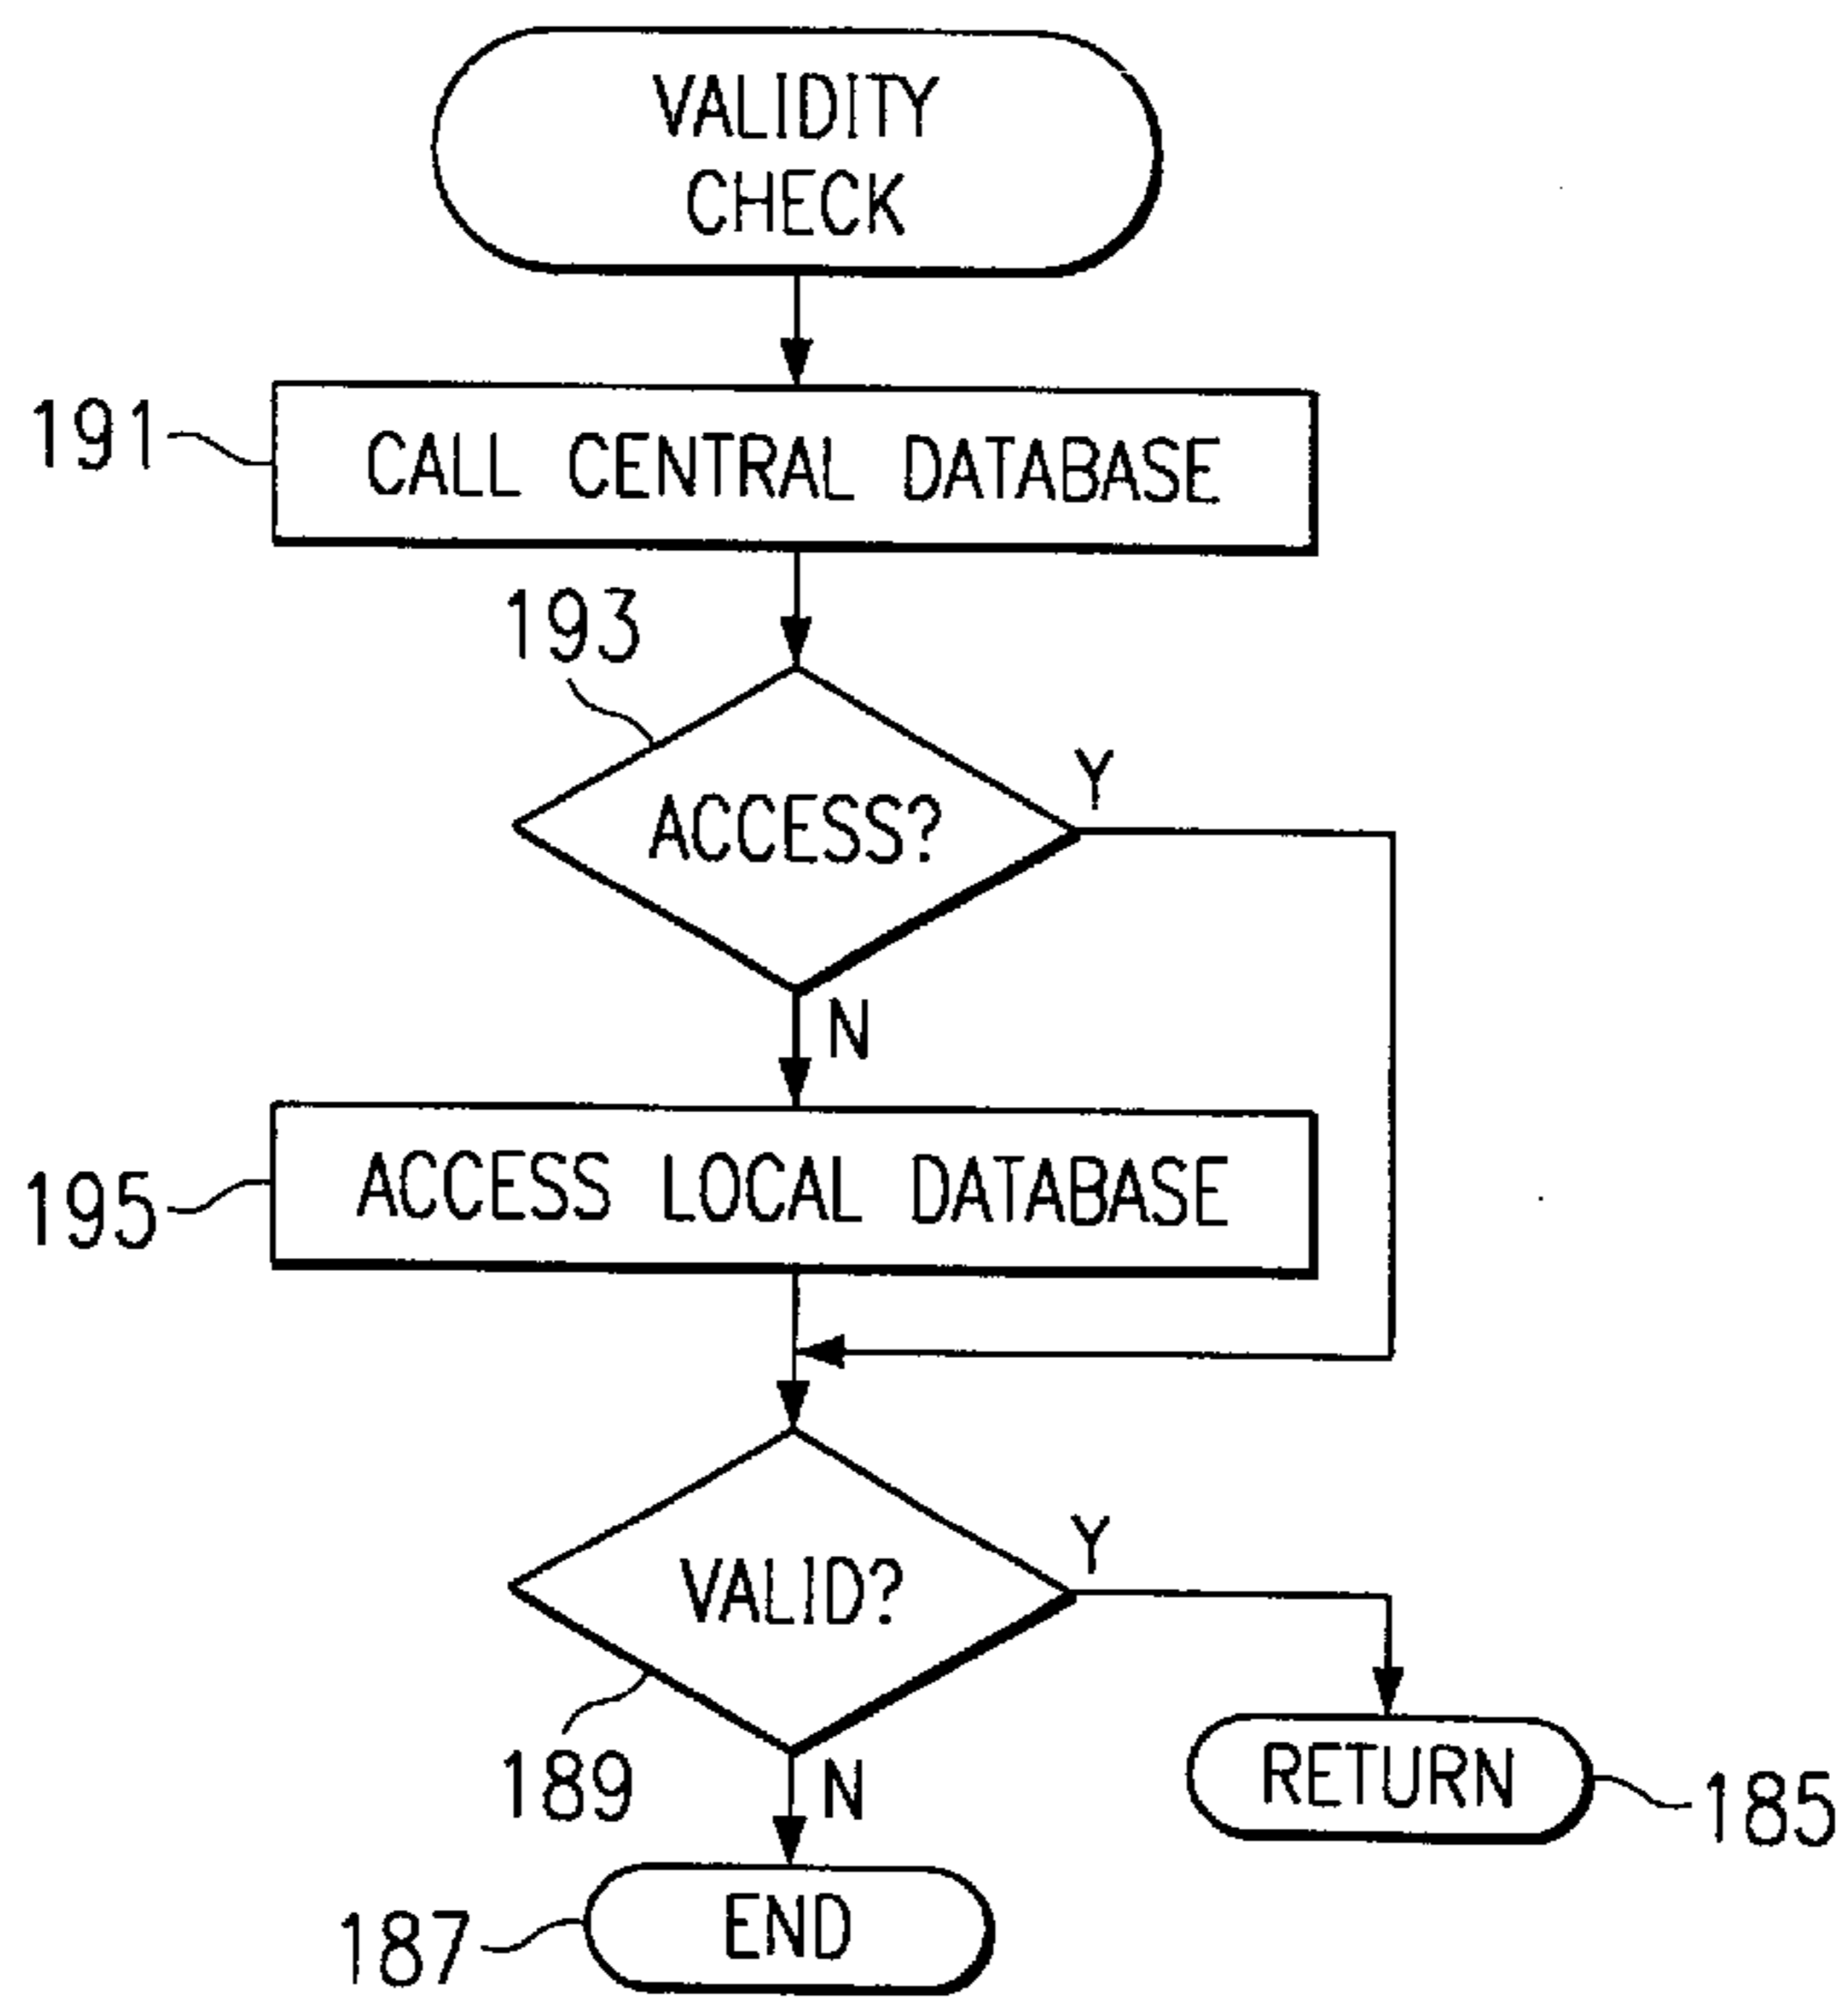 VALIDITY
CHECK
191
CALL CENTRAL DATABASE
193
ACCESS?
Y
N
195
ACCESS LOCAL DATABASE
VALID?
Y
189
N
RETURN
185
END
187